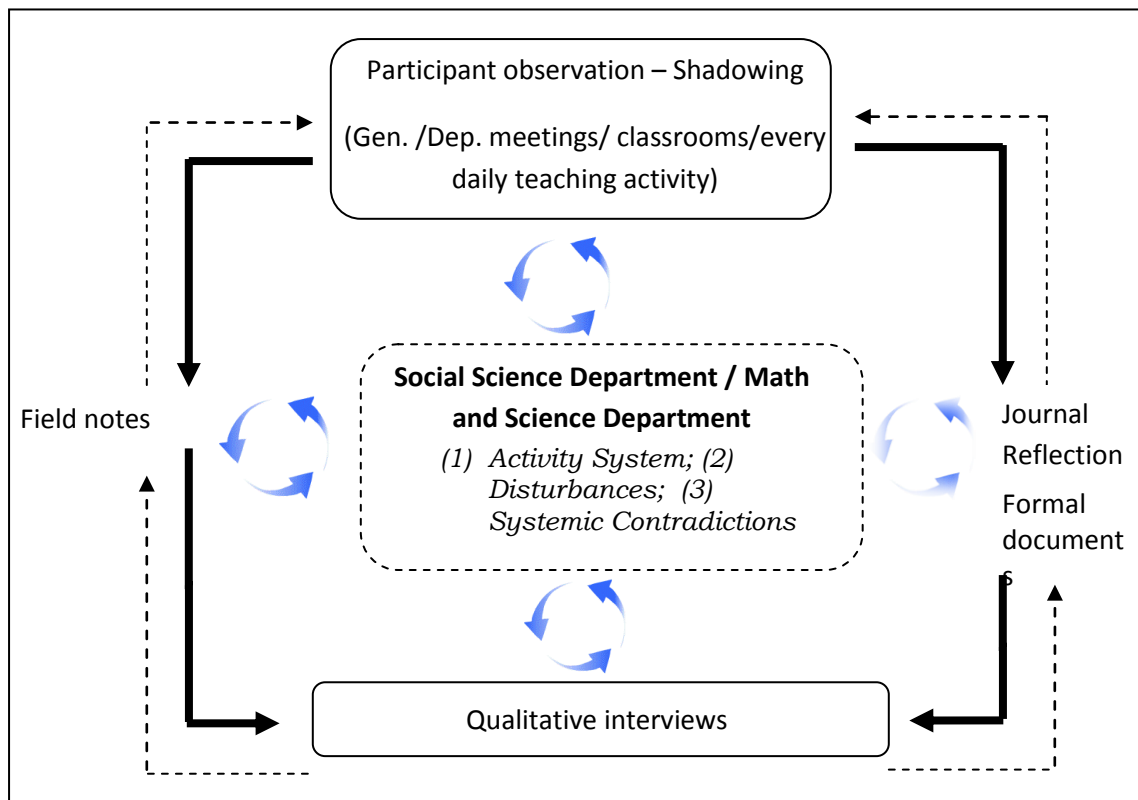 Participant observation – Shadowing
(Gen. /Dep. meetings/ classrooms/every
daily teaching activity)
Field notes
Social Science Department / Math
and Science Department
(1) Activity System; (2)
Disturbances; (3)
Systemic Contradictions
Journal
Reflection
Formal
document
s
Qualitative interviews